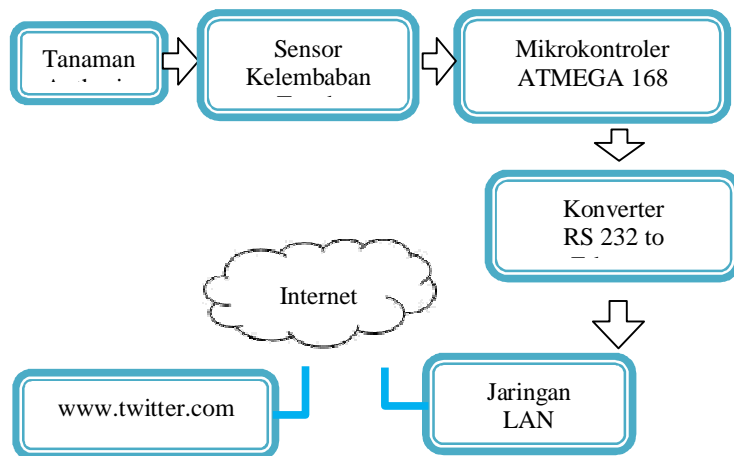 Tanaman
Sensor
Kelembaban
Mikrokontroler
ATMEGA 168
Konverter
RS 232 to
Internet
www.twitter.com
Jaringan
LAN